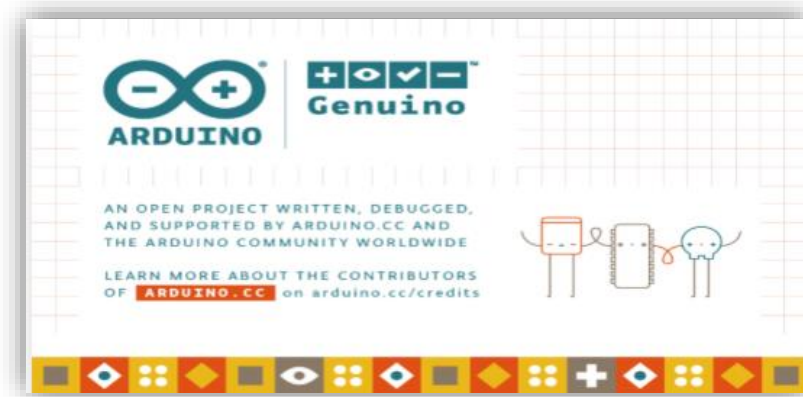 ARDUINO
Genuino
AN OPEN PROJECT WRITTEN, DEBUGGED,
AND SUPPORTED BY ARDUINO.CC AND
THE ARDUINO COMMUNITY WORLDWIDE
LEARN MORE ABOUT THE CONTRIBUTORS
OF ARDUINO.CC on arduino.cc/credits